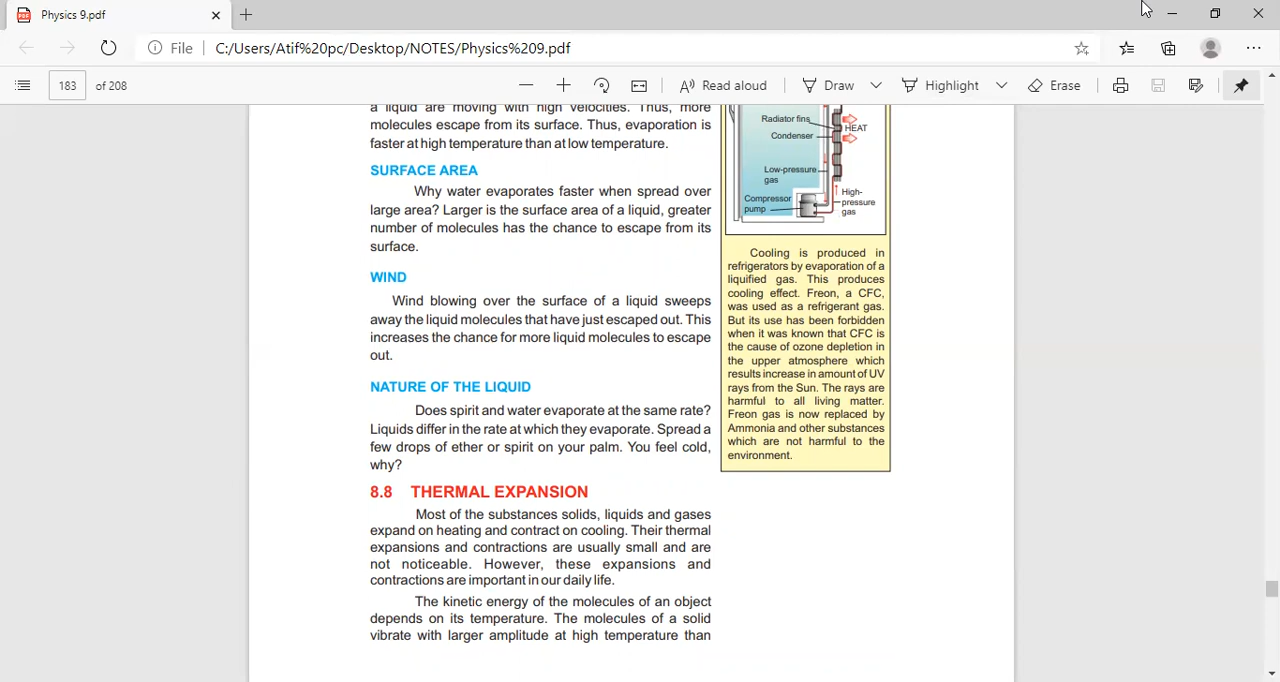 Physics 9.pdf
File
C:/Users/Atif%20pc/Desktop/NOTES/Physics%209.pdf
183 of 208
Read aloud
Draw
Highlight
Erase
a liquid are moving with high velocities. Thus, more
molecules escape from its surface. Thus, evaporation is
faster at high temperature than at low temperature.
SURFACE AREA
Why water evaporates faster when spread over
large area? Larger is the surface area of a liquid, greater
number of molecules has the chance to escape from its
surface.
WIND
Wind blowing over the surface of a liquid sweeps
away the liquid molecules that have just escaped out. This
increases the chance for more liquid molecules to escape
out.
NATURE OF THE LIQUID
Does spirit and water evaporate at the same rate?
Liquids differ in the rate at which they evaporate. Spread a
few drops of ether or spirit on your palm. You feel cold,
why?
8.8 THERMAL EXPANSION
Most of the substances solids, liquids and gases
expand on heating and contract on cooling. Their thermal
expansions and contractions are usually small and are
not noticeable. However, these expansions and
contractions are important in our daily life.
The kinetic energy of the molecules of an object
depends on its temperature. The molecules of a solid
vibrate with larger amplitude at high temperature than
Radiator fins
HEAT
Condenser
Low-pressure
gas
Compressor
pump
High-
pressure
gas
Cooling is produced in
refrigerators by evaporation of a
liquified gas. This produces
cooling effect. Freon, a CFC,
was used as a refrigerant gas.
But its use has been forbidden
when it was known that CFC is
the cause of ozone depletion in
the upper atmosphere which
results increase in amount of UV
rays from the Sun. The rays are
harmful to all living matter.
Freon gas is now replaced by
Ammonia and other substances
which are not harmful to the
environment.